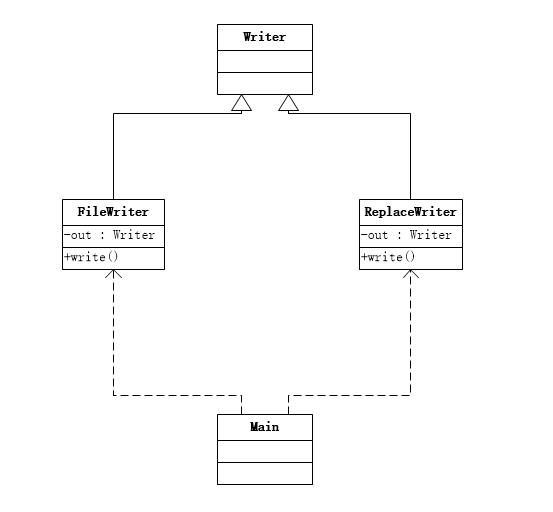 Writer
FileWriter
-out : Writer
+write()
ReplaceWriter
-out : Writer
+write()
Main